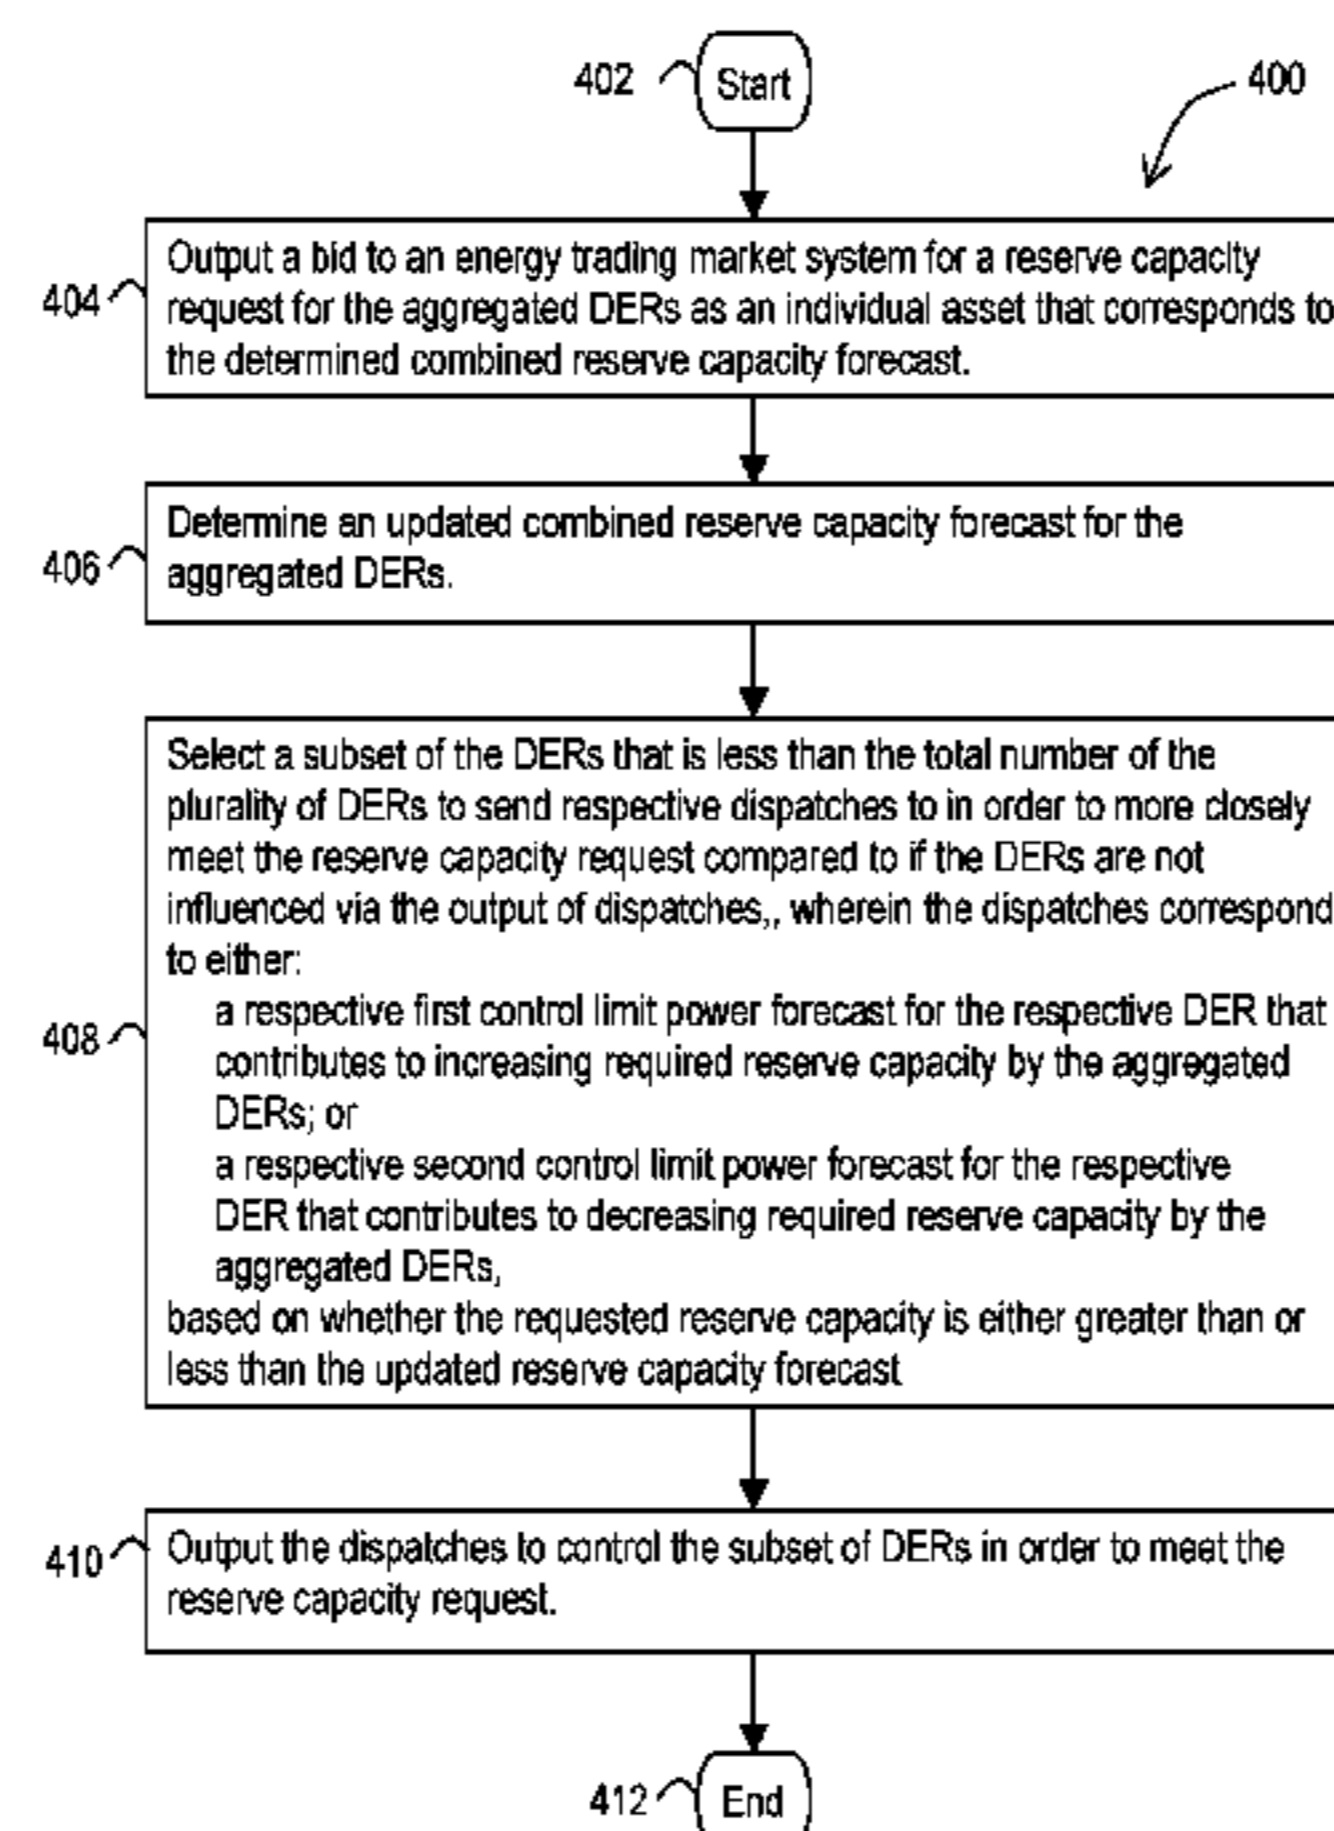 402
Start
400
404
Output a bid to an energy trading market system for a reserve capacity
request for the aggregated DERs as an individual asset that corresponds to
the determined combined reserve capacity forecast.
406
Determine an updated combined reserve capacity forecast for the
aggregated DERs.
408
Select a subset of the DERs that is less than the total number of the
plurality of DERs to send respective dispatches to in order to more closely
meet the reserve capacity request compared to if the DERs are not
influenced via the output of dispatches,, wherein the dispatches correspond
to either:
a respective first control limit power forecast for the respective DER that
contributes to increasing required reserve capacity by the aggregated
DERs; or
a respective second control limit power forecast for the respective
DER that contributes to decreasing required reserve capacity by the
aggregated DERs,
based on whether the requested reserve capacity is either greater than or
less than the updated reserve capacity forecast
410
Output the dispatches to control the subset of DERs in order to meet the
reserve capacity request.
412
End